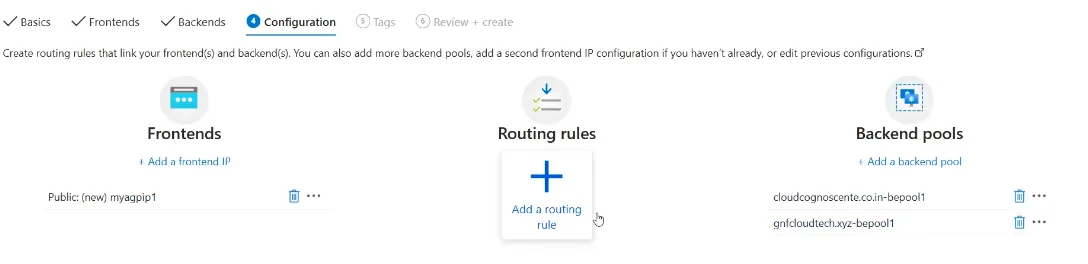 Basics
Frontends
Backends
4 Configuration
5 Tags
6 Review + create
Create routing rules that link your frontend(s) and backend(s). You can also add more backend pools, add a second frontend IP configuration if you haven't already, or edit previous configurations.
Frontends
Routing rules
Backend pools
+ Add a frontend IP
+ Add a backend pool
Public: (new) myagpip1
Add a routing
rule
cloudcognoscente.co.in-bepool1
gnfcloudtech.xyz-bepool1